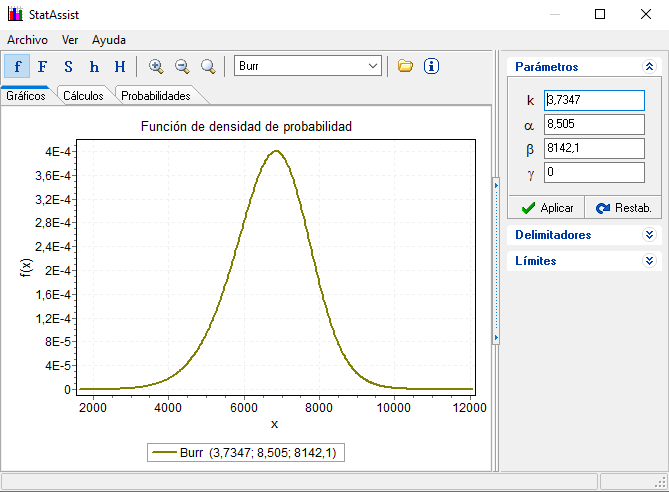 StatAssist
Archivo Ver Ayuda
f F S h H Burr
Gráficos Cálculos Probabilidades
Función de densidad de probabilidad
f(x)
4E-4
3,6E-4
3,2E-4
2,8E-4
2,4E-4
2E-4
1,6E-4
1,2E-4
8E-5
4E-5
0
2000 4000 6000 8000 10000 12000
x
Burr (3,7347; 8,505; 8142,1)
Parámetros
k 3,7347
α 8,505
β 8142,1
γ 0
Aplicar Restab.
Delimitadores
Límites